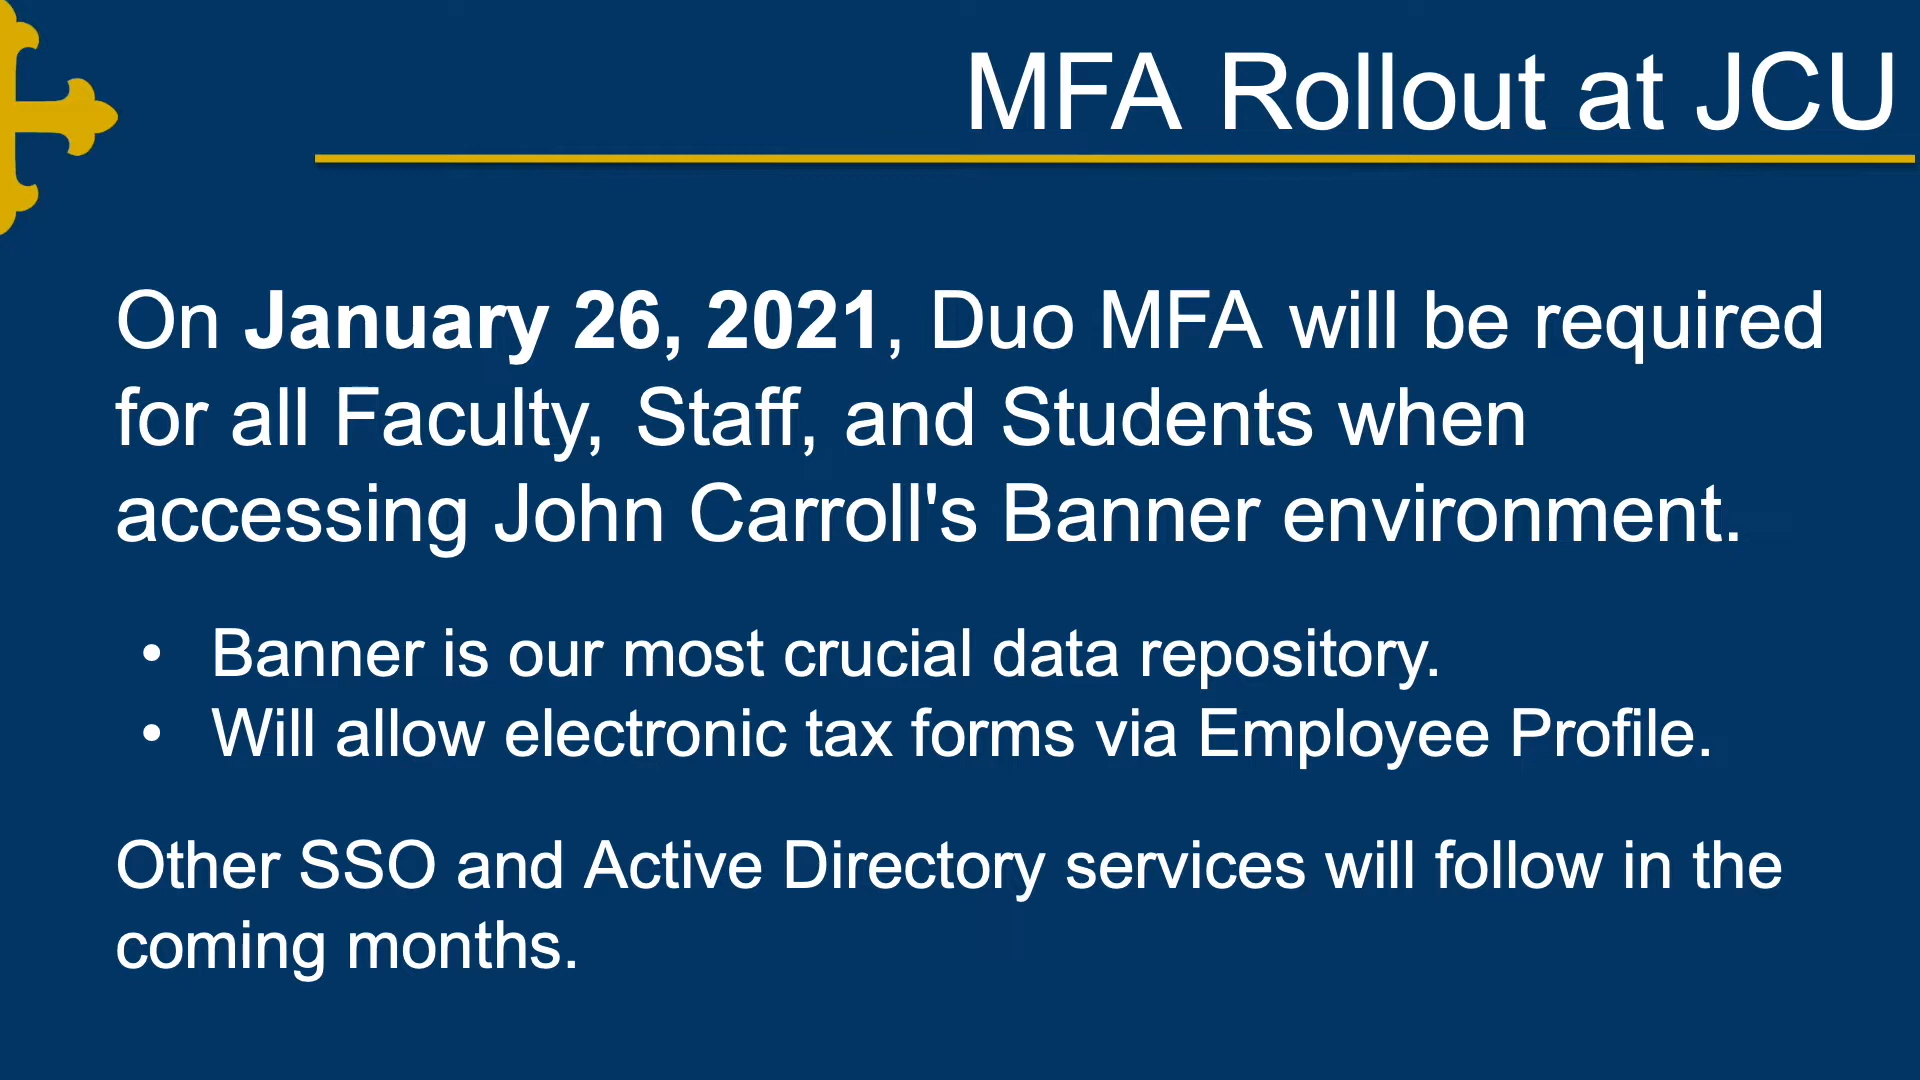 MFA Rollout at JCU
On January 26, 2021, Duo MFA will be required
for all Faculty, Staff, and Students when
accessing John Carroll's Banner environment.
• Banner is our most crucial data repository.
• Will allow electronic tax forms via Employee Profile.
Other SSO and Active Directory services will follow in the
coming months.